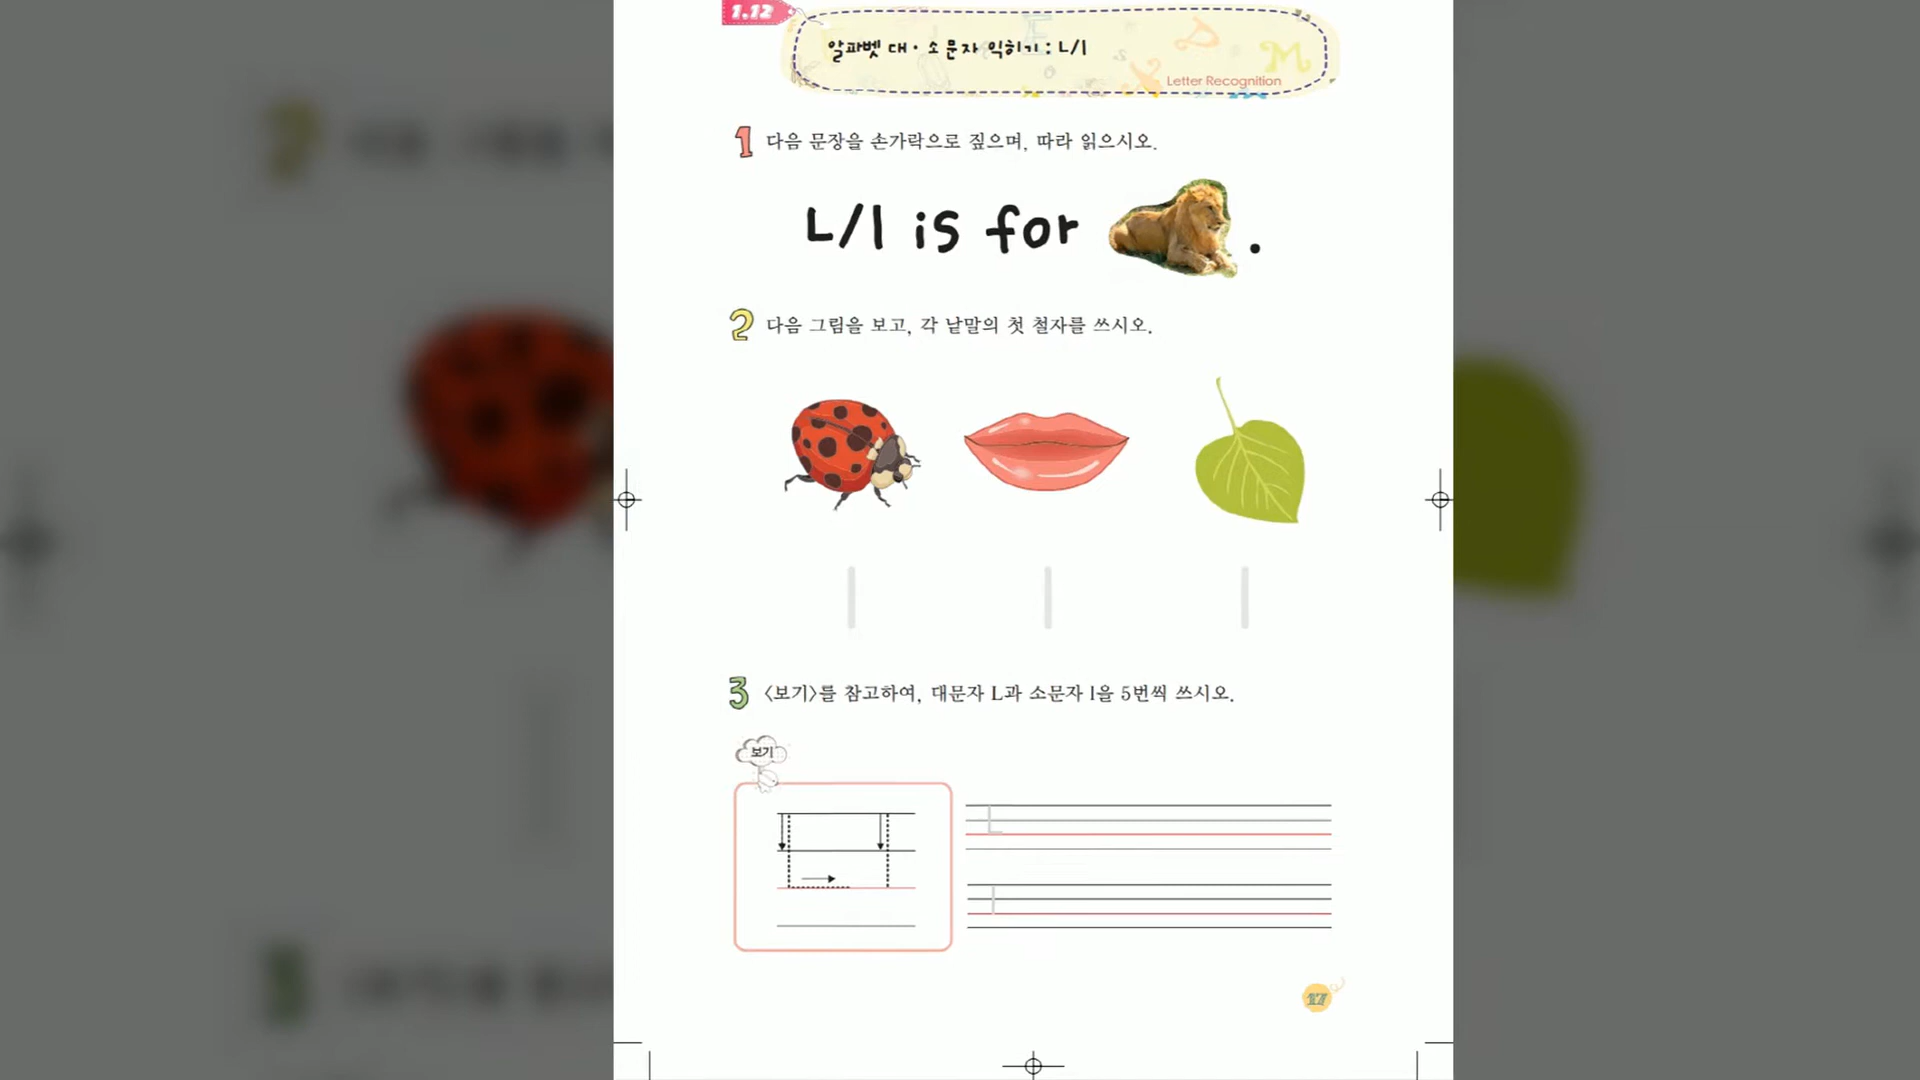 1.12
알파벳 대·소문자 익히기 : L/l
Letter Recognition
1 다음 문장을 손가락으로 짚으며, 따라 읽으시오.
L/l is for .
2 다음 그림을 보고, 각 낱말의 첫 철자를 쓰시오.
l l l
3 <보기>를 참고하여, 대문자 L과 소문자 l을 5번씩 쓰시오.
보기
L
l
17